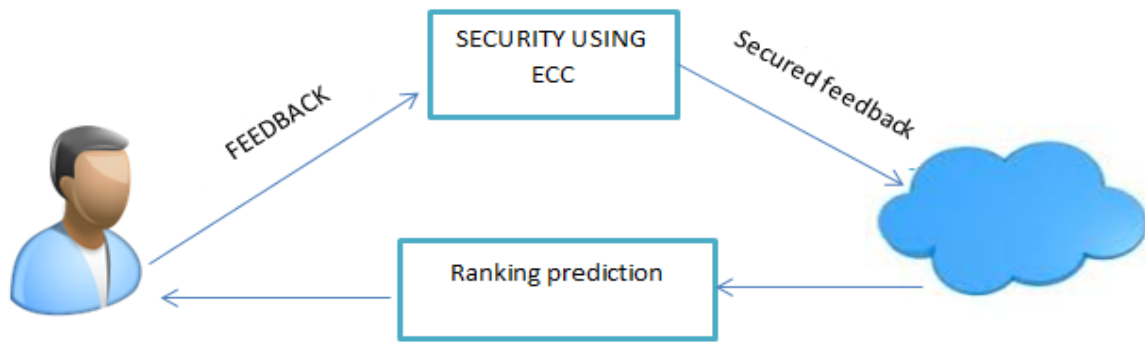 SECURITY USING
ECC
FEEDBACK
Secured feedback
Ranking prediction